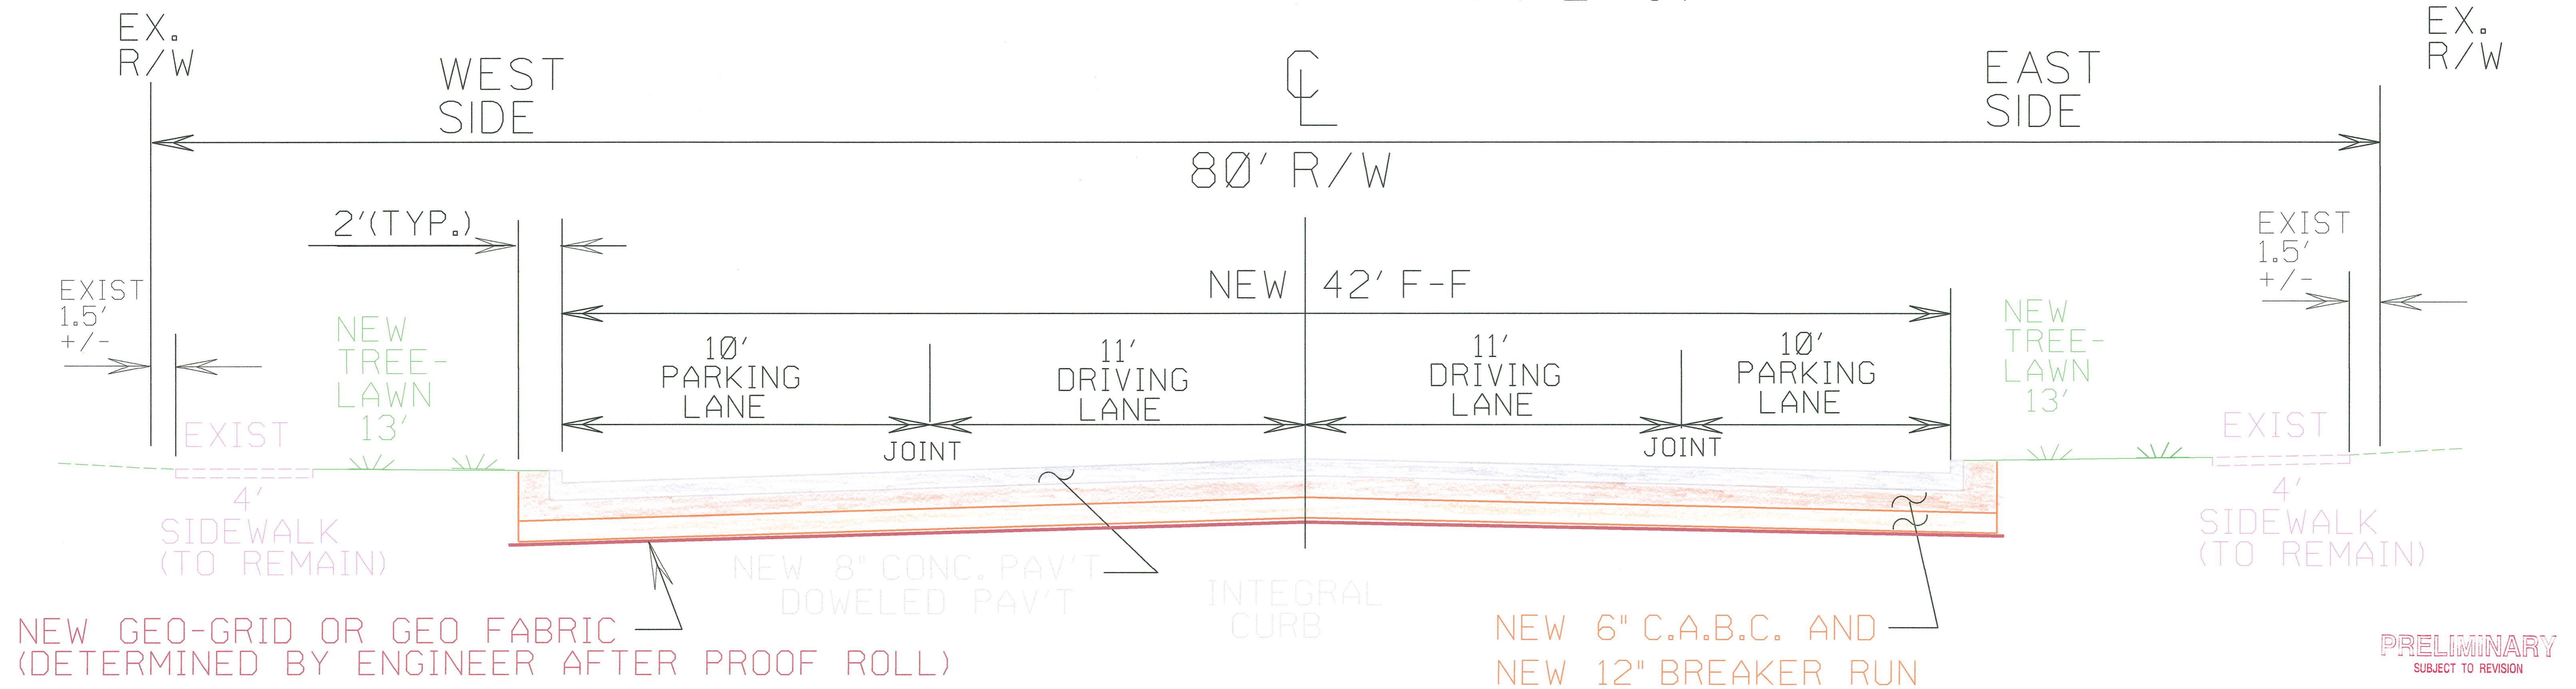 EX.
R/W
WEST
SIDE
℄
EAST
SIDE
EX.
R/W
80' R/W
2'(TYP.)
EXIST
1.5'
+/-
NEW 42' F-F
EXIST
1.5'
+/-
NEW
TREE-
LAWN
13'
10'
PARKING
LANE
11'
DRIVING
LANE
11'
DRIVING
LANE
10'
PARKING
LANE
NEW
TREE-
LAWN
13'
JOINT
JOINT
EXIST
4'
SIDEWALK
(TO REMAIN)
EXIST
4'
SIDEWALK
(TO REMAIN)
NEW 8" CONC. PAV'T
DOWELED PAV'T
INTEGRAL
CURB
NEW GEO-GRID OR GEO FABRIC
(DETERMINED BY ENGINEER AFTER PROOF ROLL)
NEW 6" C.A.B.C. AND
NEW 12" BREAKER RUN
PRELIMINARY
SUBJECT TO REVISION